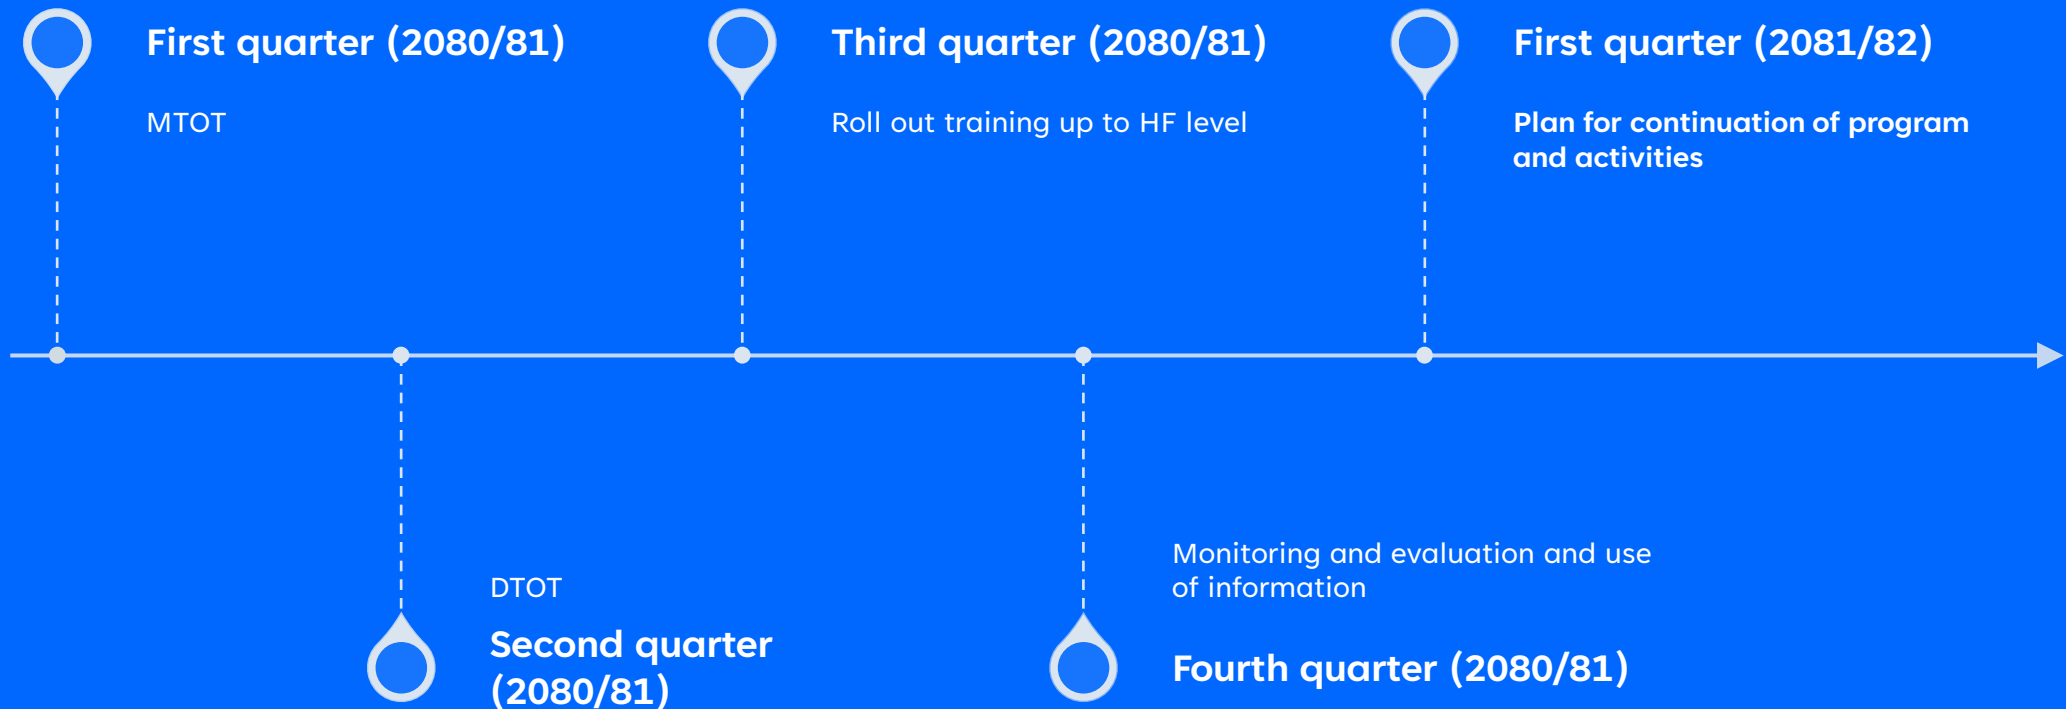 First quarter (2080/81)
MTOT
DTOT
Second quarter
(2080/81)
Third quarter (2080/81)
Roll out training up to HF level
Monitoring and evaluation and use
of information
Fourth quarter (2080/81)
First quarter (2081/82)
Plan for continuation of program
and activities